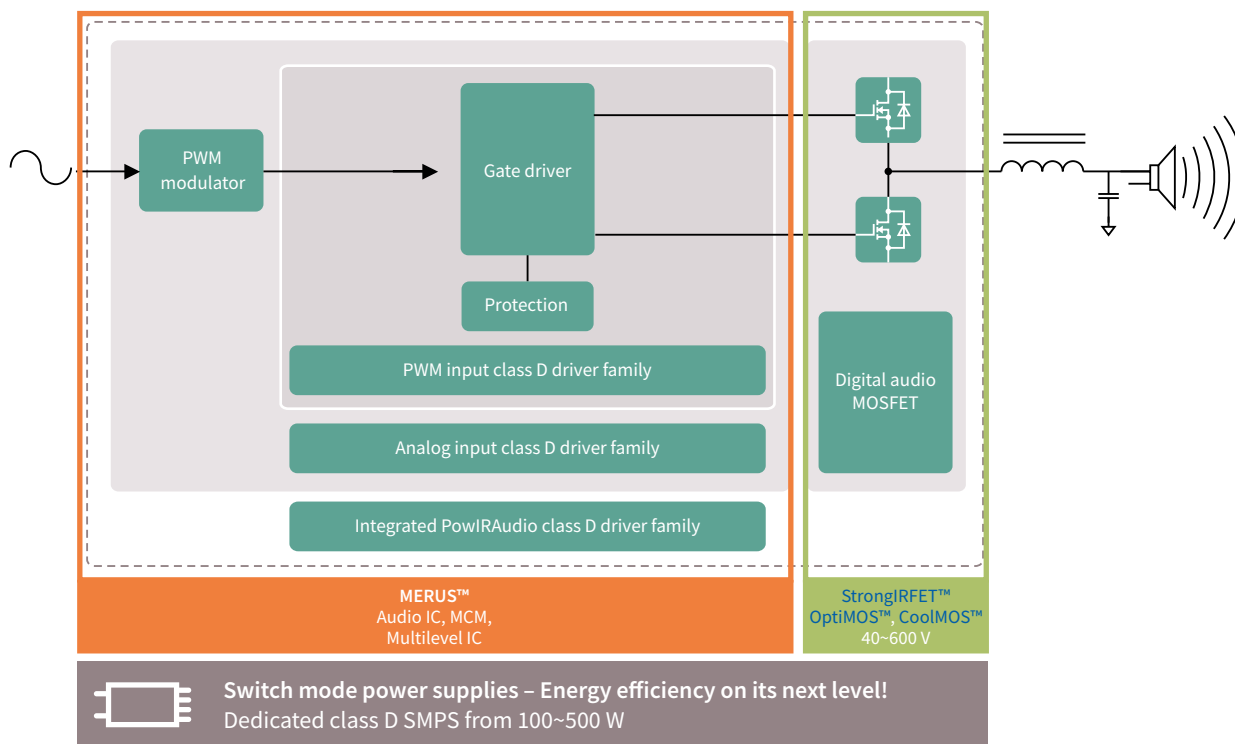 PWM
modulator
Gate driver
Protection
PWM input class D driver family
Analog input class D driver family
Integrated PowIRAudio class D driver family
Digital audio
MOSFET
MERUS™
Audio IC, MCM,
Multilevel IC
StrongIRFET™
OptiMOS™, CoolMOS™
40~600 V
Switch mode power supplies – Energy efficiency on its next level!
Dedicated class D SMPS from 100~500 W